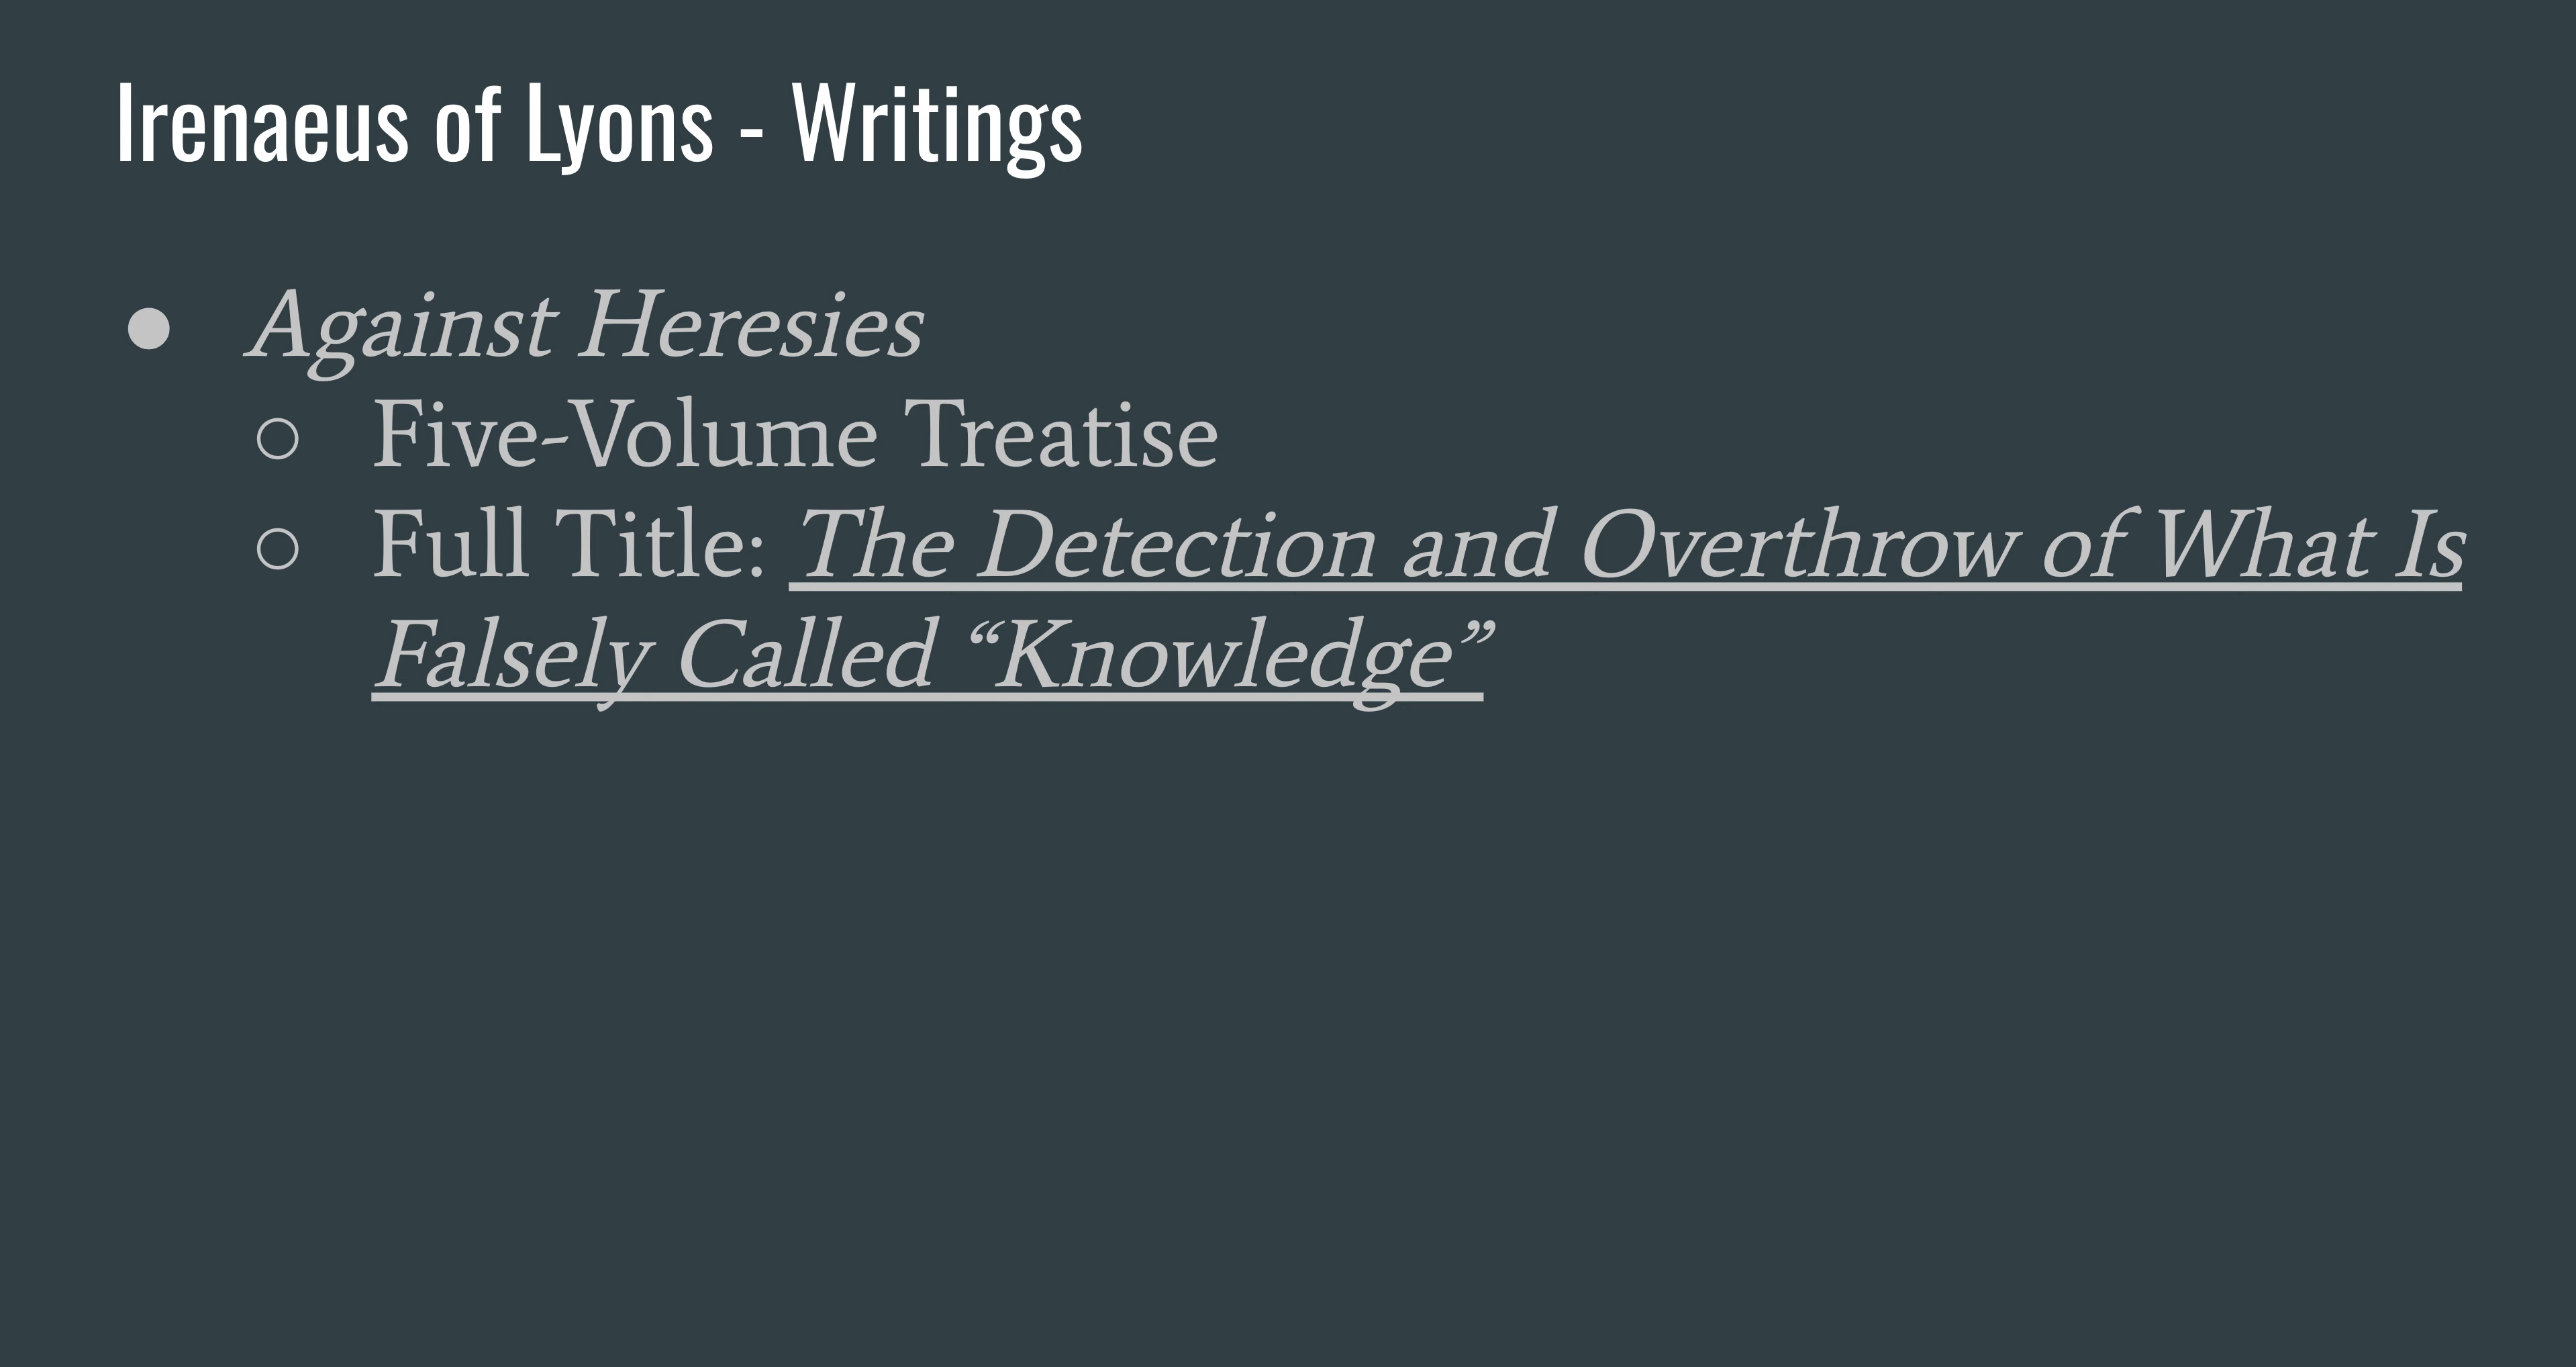 Irenaeus of Lyons - Writings
● Against Heresies
○ Five-Volume Treatise
○ Full Title: The Detection and Overthrow of What Is
Falsely Called “Knowledge”